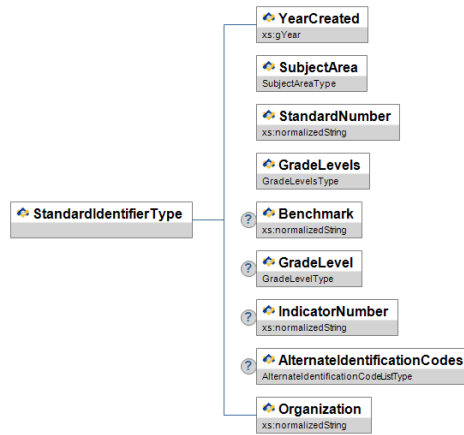 YearCreated
xs:gYear
SubjectArea
SubjectAreaType
StandardNumber
xs:normalizedString
GradeLevels
GradeLevelsType
StandardIdentifierType
? Benchmark
xs:normalizedString
? GradeLevel
GradeLevelType
? IndicatorNumber
xs:normalizedString
? AlternateIdentificationCodes
AlternateIdentificationCodeListType
Organization
xs:normalizedString